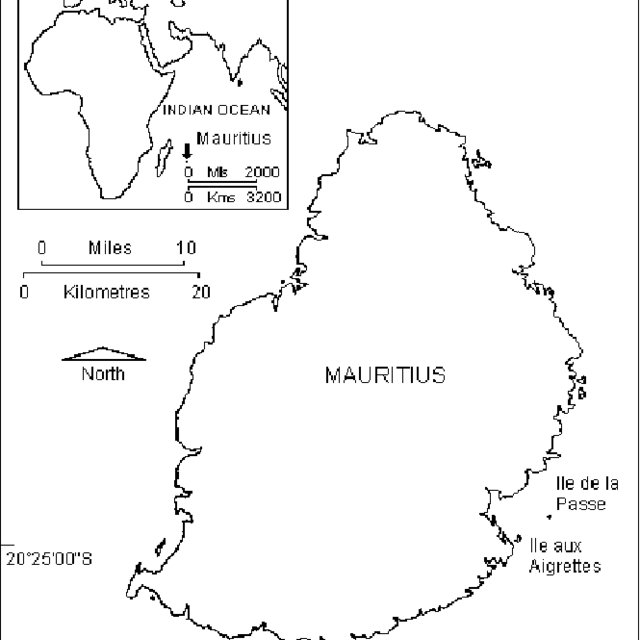 INDIAN OCEAN
Mauritius
0 Mls 2000
0 Kms 3200
0 Miles 10
0 Kilometres 20
North
MAURITIUS
Ile de la
Passe
Ile aux
Aigrettes
20°25'00"S